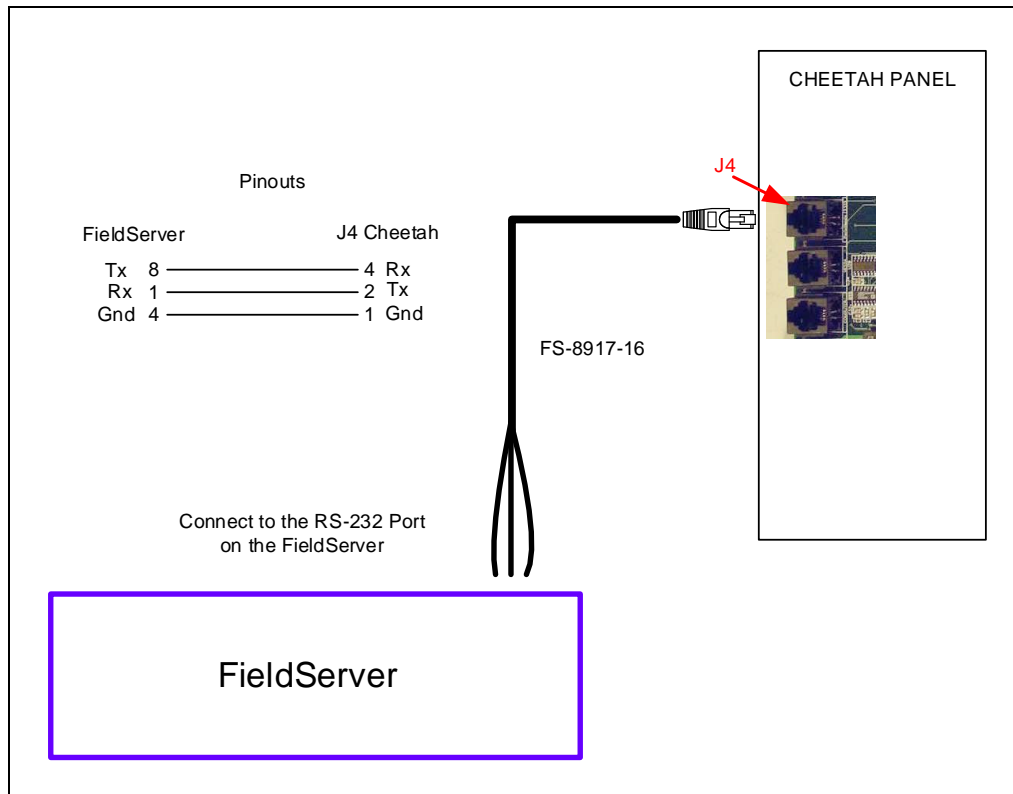 CHEETAH PANEL
J4
Pinouts
FieldServer J4 Cheetah
Tx 8 4 Rx
Rx 1 2 Tx
Gnd 4 1 Gnd
FS-8917-16
Connect to the RS-232 Port
on the FieldServer
FieldServer